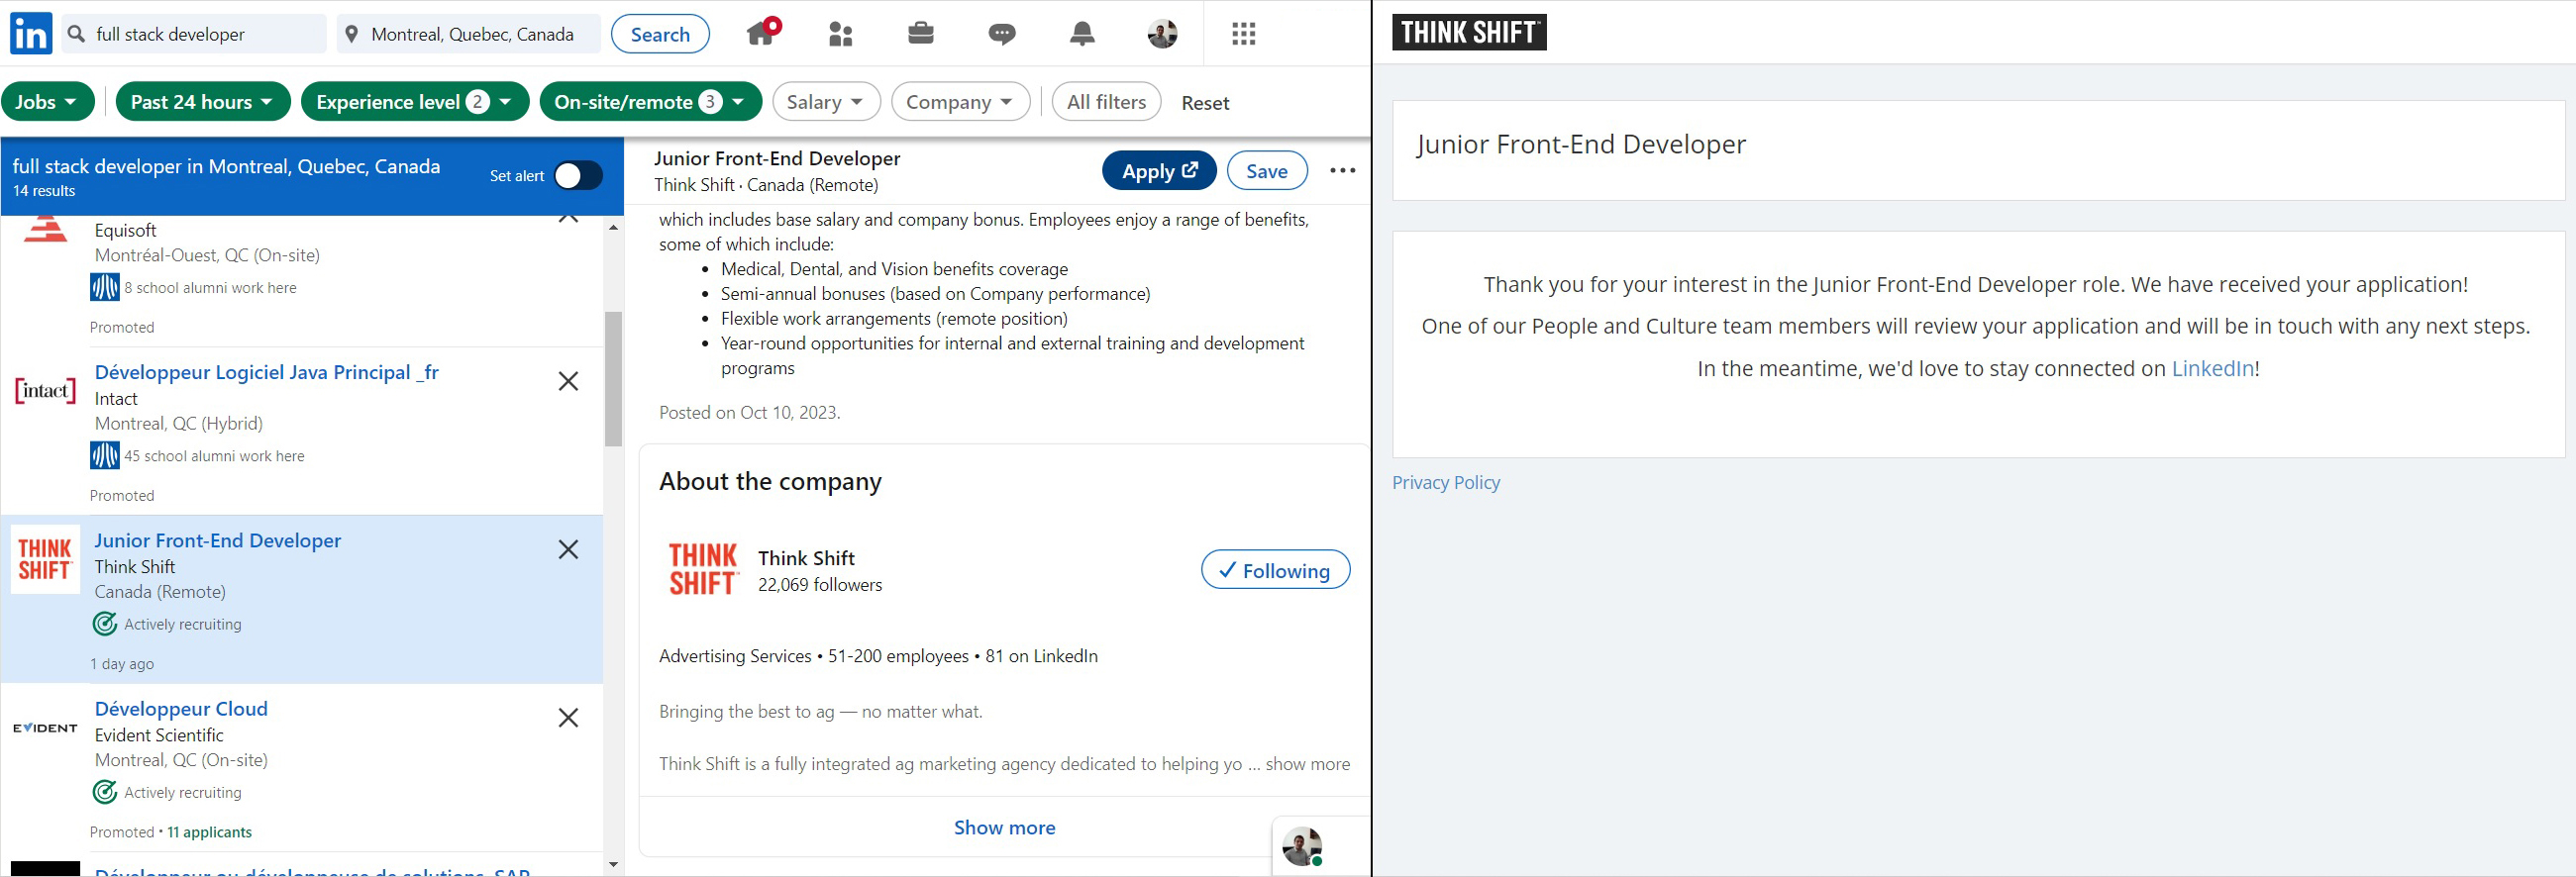 in
full stack developer
Montreal, Quebec, Canada
Search
Jobs
Past 24 hours
Experience level 2
On-site/remote 3
Salary
Company
All filters
Reset
full stack developer in Montreal, Quebec, Canada
14 results
Set alert
Equisoft
Montréal-Ouest, QC (On-site)
8 school alumni work here
Promoted
[intact]
Développeur Logiciel Java Principal _fr
Intact
Montreal, QC (Hybrid)
45 school alumni work here
Promoted
THINK
SHIFT
Junior Front-End Developer
Think Shift
Canada (Remote)
Actively recruiting
1 day ago
EVIDENT
Développeur Cloud
Evident Scientific
Montreal, QC (On-site)
Actively recruiting
Promoted • 11 applicants
Développeur ou développeuse de solutions, SAP
Junior Front-End Developer
Think Shift · Canada (Remote)
Apply
Save
which includes base salary and company bonus. Employees enjoy a range of benefits,
some of which include:
• Medical, Dental, and Vision benefits coverage
• Semi-annual bonuses (based on Company performance)
• Flexible work arrangements (remote position)
• Year-round opportunities for internal and external training and development
programs
Posted on Oct 10, 2023.
About the company
THINK
SHIFT
Think Shift
22,069 followers
Following
Advertising Services • 51-200 employees • 81 on LinkedIn
Bringing the best to ag — no matter what.
Think Shift is a fully integrated ag marketing agency dedicated to helping yo ... show more
Show more
THINK SHIFT™
Junior Front-End Developer
Thank you for your interest in the Junior Front-End Developer role. We have received your application!
One of our People and Culture team members will review your application and will be in touch with any next steps.
In the meantime, we'd love to stay connected on LinkedIn!
Privacy Policy